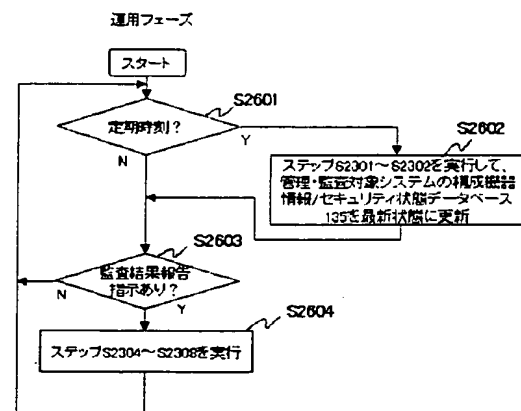 運用フェーズ
スタート
S2601
定期時刻?
Y
N
S2602
ステップS2301〜S2302を実行して、
管理・監査対象システムの構成機器
情報/セキュリティ状態データベース
135を最新状態に更新
S2603
監査結果報告
指示あり?
N
Y
S2604
ステップS2304〜S2308を実行